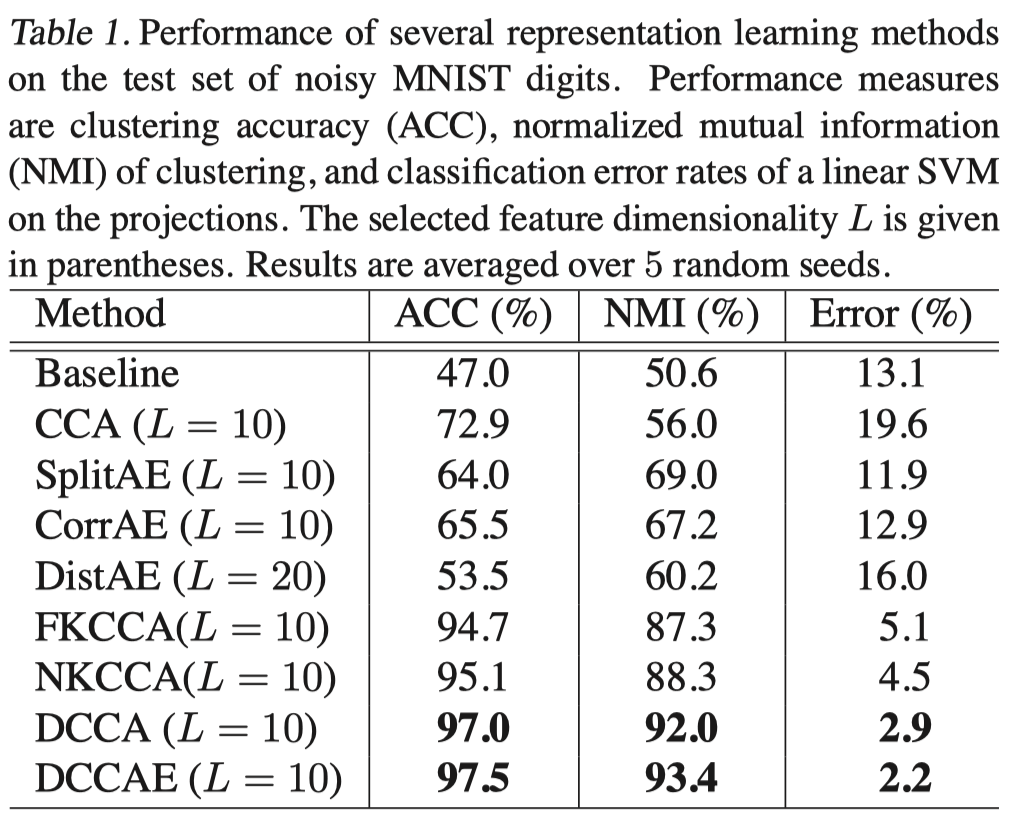 Table 1. Performance of several representation learning methods
on the test set of noisy MNIST digits. Performance measures
are clustering accuracy (ACC), normalized mutual information
(NMI) of clustering, and classification error rates of a linear SVM
on the projections. The selected feature dimensionality L is given
in parentheses. Results are averaged over 5 random seeds.
Method ACC (%) NMI (%) Error (%)
Baseline 47.0 50.6 13.1
CCA (L = 10) 72.9 56.0 19.6
SplitAE (L = 10) 64.0 69.0 11.9
CorrAE (L = 10) 65.5 67.2 12.9
DistAE (L = 20) 53.5 60.2 16.0
FKCCA(L = 10) 94.7 87.3 5.1
NKCCA(L = 10) 95.1 88.3 4.5
DCCA (L = 10) 97.0 92.0 2.9
DCCAE (L = 10) 97.5 93.4 2.2